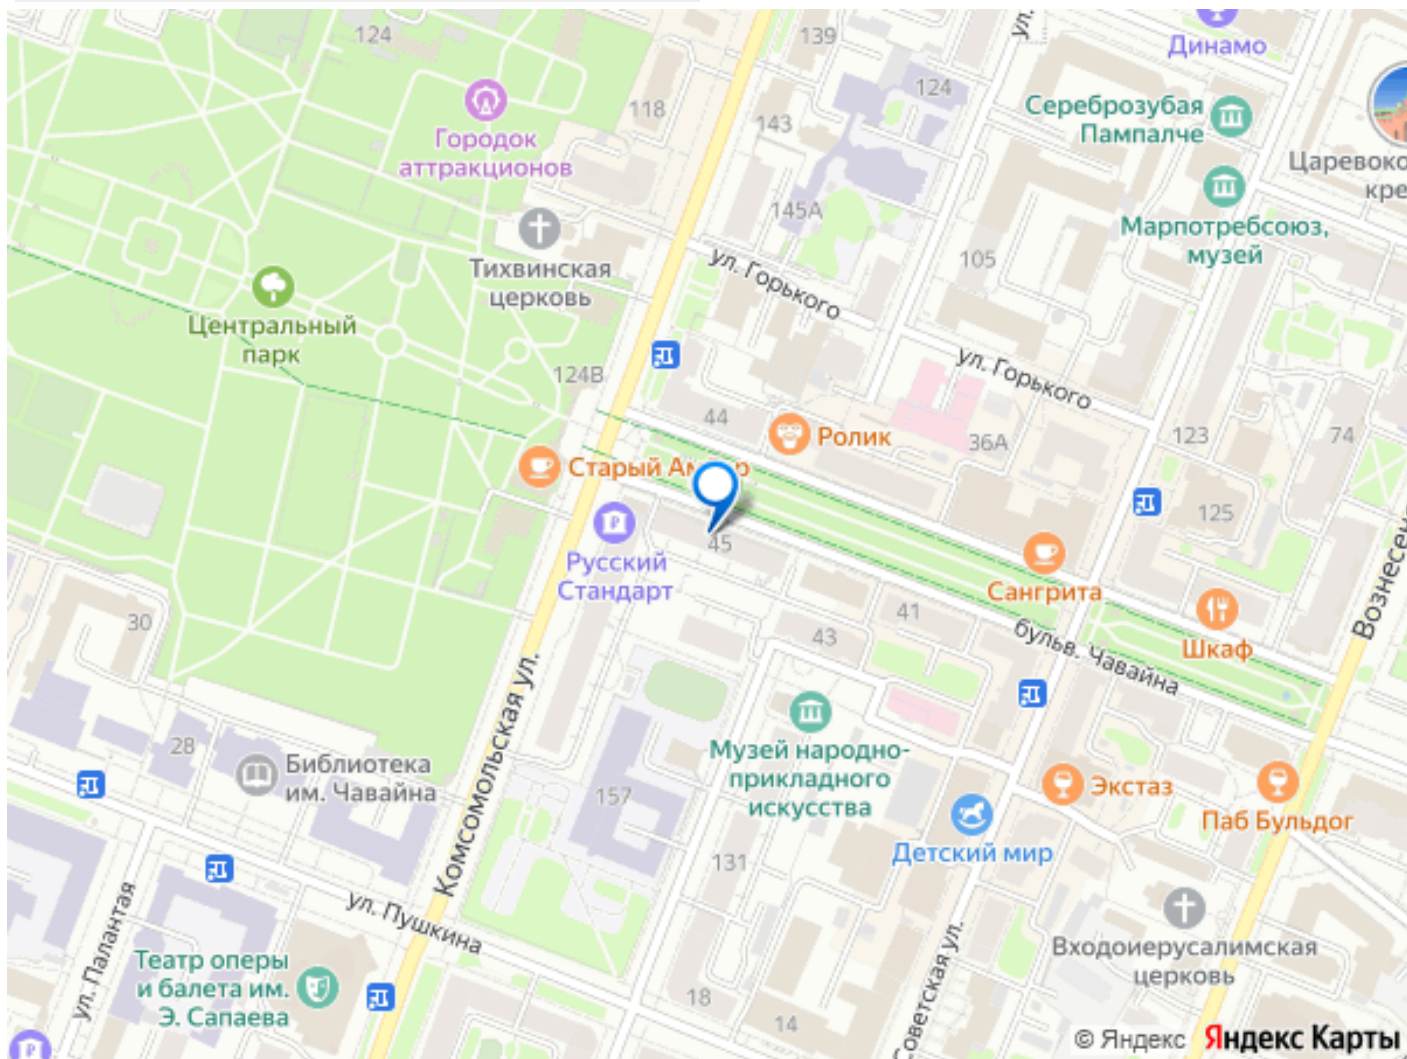 124
139
ул.
Динамо
124
Сереброзубая
Пампалче
Городок
аттракционов
118
143
Царевоко
кре
145А
Марпотребсоюз,
музей
Тихвинская
церковь
ул. Горького
105
Центральный
парк
124В
ул. Горького
44
Ролик
36А
123
74
Старый
125
45
Русский
Стандарт
Сангрита
Вознесенс
41
43
30
Шкаф
бульв. Чавайна
Комсомольская ул.
28
Библиотека
им. Чавайна
Музей народно-
прикладного
искусства
157
Экстаз
Паб Бульдог
Детский мир
131
ул. Пушкина
ул. Палантая
Входоиерусалимская
церковь
Театр оперы
и балета им.
Э. Сапаева
Советская ул.
18
14
© Яндекс Яндекс Карты